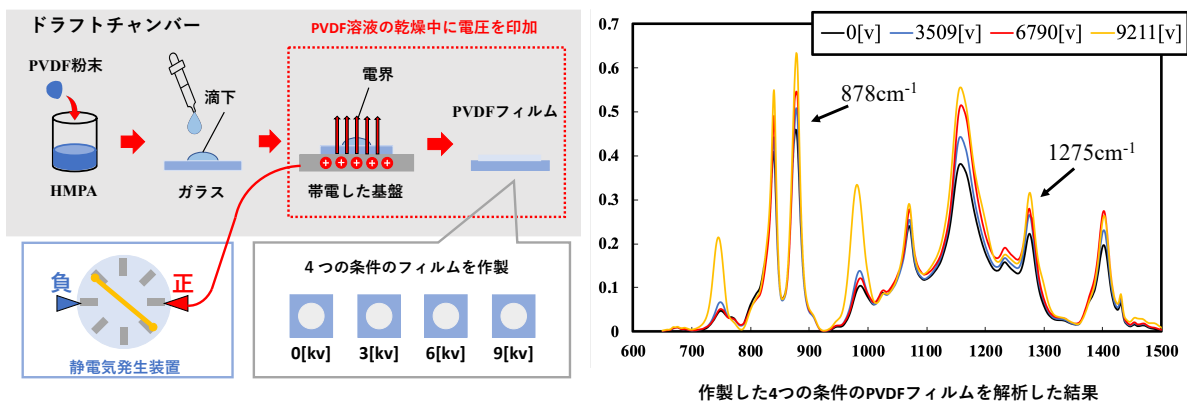 ドラフトチャンバー
PVDF溶液の乾燥中に電圧を印加
PVDF粉末
滴下
電界
PVDFフィルム
HMPA
ガラス
帯電した基盤
負
正
静電気発生装置
4 つの条件のフィルムを作製
0[kv] 3[kv] 6[kv] 9[kv]
0[v] 3509[v] 6790[v] 9211[v]
878cm-1
1275cm-1
0.7
0.6
0.5
0.4
0.3
0.2
0.1
0
600 700 800 900 1000 1100 1200 1300 1400 1500
作製した4つの条件のPVDFフィルムを解析した結果